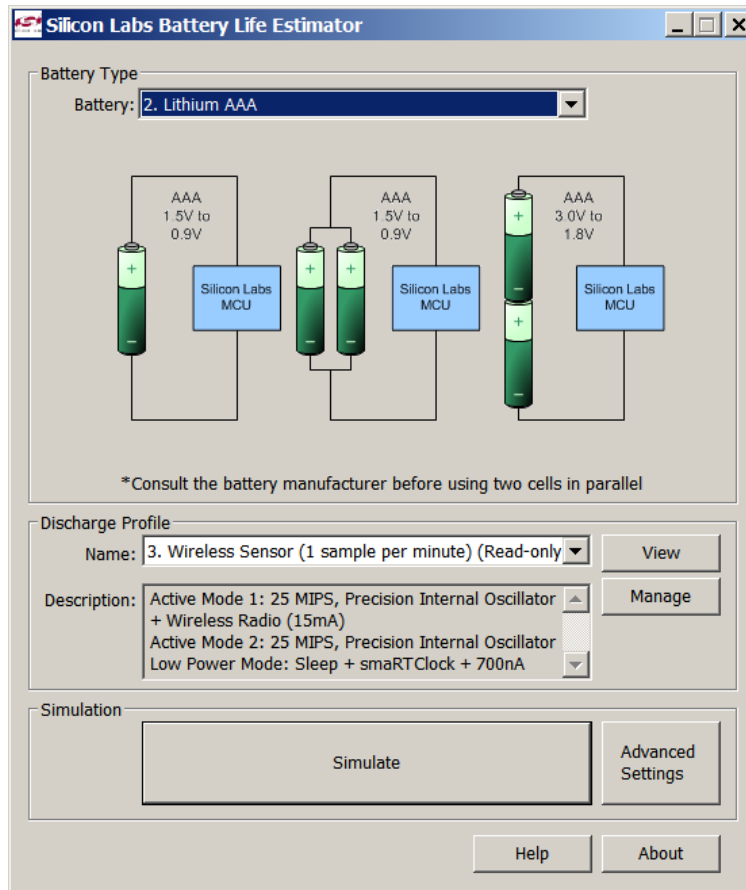 Silicon Labs Battery Life Estimator
Battery Type
Battery: 2. Lithium AAA
AAA
1.5V to
0.9V
+
−
Silicon Labs
MCU
AAA
1.5V to
0.9V
+ +
− −
Silicon Labs
MCU
AAA
3.0V to
1.8V
+
−
+
−
Silicon Labs
MCU
*Consult the battery manufacturer before using two cells in parallel
Discharge Profile
Name: 3. Wireless Sensor (1 sample per minute) (Read-only
View
Description: Active Mode 1: 25 MIPS, Precision Internal Oscillator
+ Wireless Radio (15mA)
Active Mode 2: 25 MIPS, Precision Internal Oscillator
Low Power Mode: Sleep + smaRTClock + 700nA
Manage
Simulation
Simulate
Advanced
Settings
Help
About